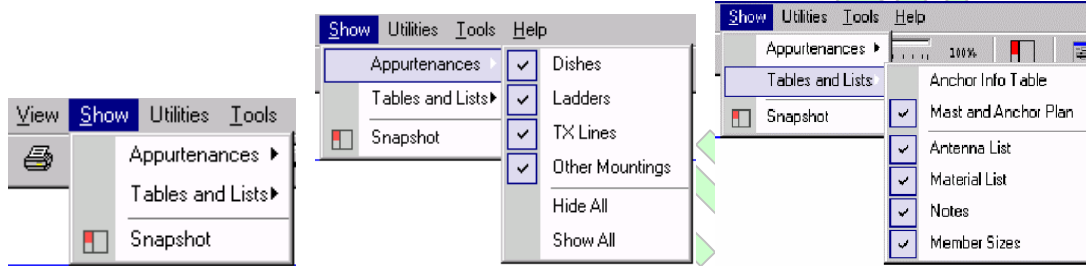 View Show Utilities Tools
Appurtenances
Tables and Lists
Snapshot
Show Utilities Tools Help
Appurtenances
Tables and Lists
Snapshot
Dishes
Ladders
TX Lines
Other Mountings
Hide All
Show All
Show Utilities Tools Help
100%
Appurtenances
Tables and Lists
Snapshot
Anchor Info Table
Mast and Anchor Plan
Antenna List
Material List
Notes
Member Sizes